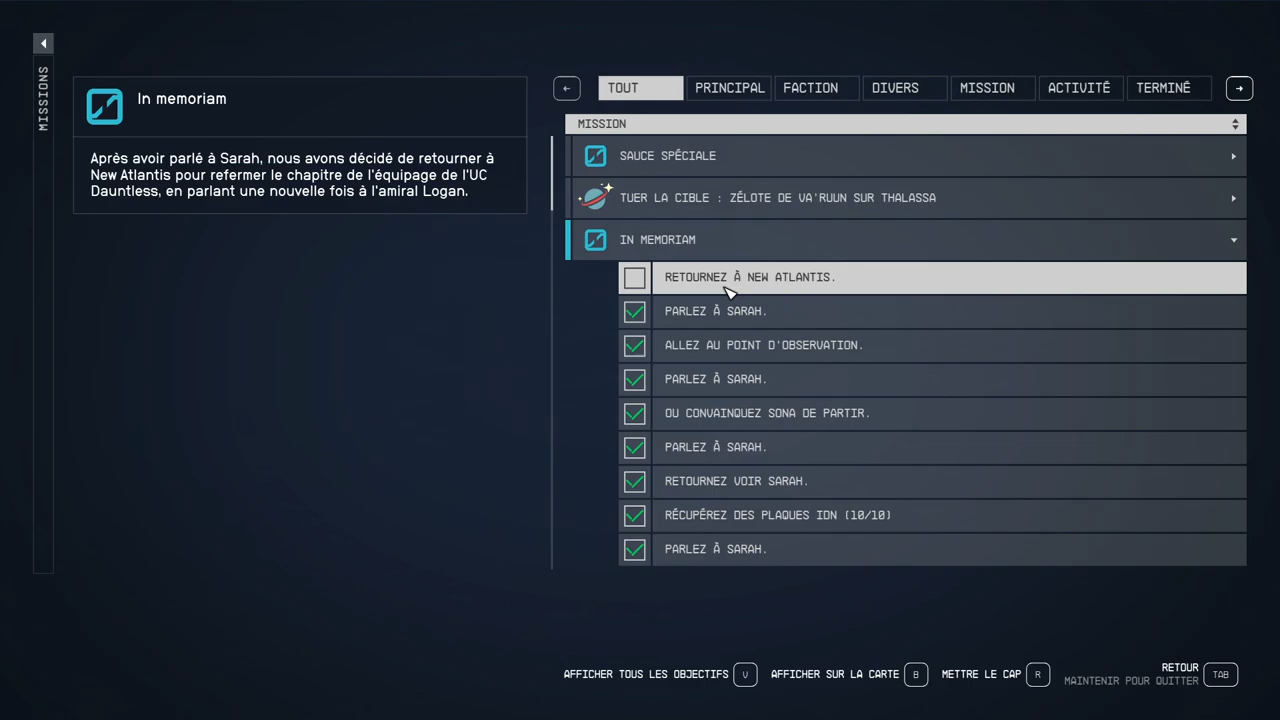 MISSIONS
In memoriam
Après avoir parlé à Sarah, nous avons décidé de retourner à
New Atlantis pour refermer le chapitre de l'équipage de l'UC
Dauntless, en parlant une nouvelle fois à l'amiral Logan.
TOUT PRINCIPAL FACTION DIVERS MISSION ACTIVITÉ TERMINÉ
MISSION
SAUCE SPÉCIALE
TUER LA CIBLE : ZÉLOTE DE VA'RUUN SUR THALASSA
IN MEMORIAM
RETOURNEZ À NEW ATLANTIS.
PARLEZ À SARAH.
ALLEZ AU POINT D'OBSERVATION.
PARLEZ À SARAH.
OU CONVAINQUEZ SONA DE PARTIR.
PARLEZ À SARAH.
RETOURNEZ VOIR SARAH.
RÉCUPÉREZ DES PLAQUES IDN (10/10)
PARLEZ À SARAH.
AFFICHER TOUS LES OBJECTIFS V AFFICHER SUR LA CARTE B METTRE LE CAP R RETOUR TAB
MAINTENIR POUR QUITTER